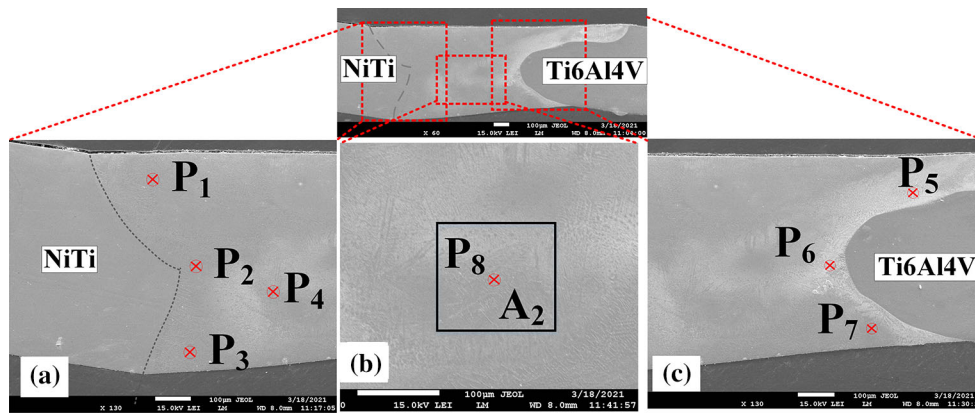 NiTi
Ti6Al4V
100μm JEOL 3/18/2021
X 60 15.0kV LEI LM WD 8.0mm 11:04:00
P1
P2
P4
P3
NiTi
(a)
100μm JEOL 3/18/2021
X 130 15.0kV LEI LM WD 8.0mm 11:17:05
P8
A2
(b)
100μm JEOL 3/18/2021
15.0kV LEI LM WD 8.0mm 11:41:57
P5
P6
Ti6Al4V
P7
(c)
100μm JEOL 3/18/2021
X 130 15.0kV LEI LM WD 8.0mm